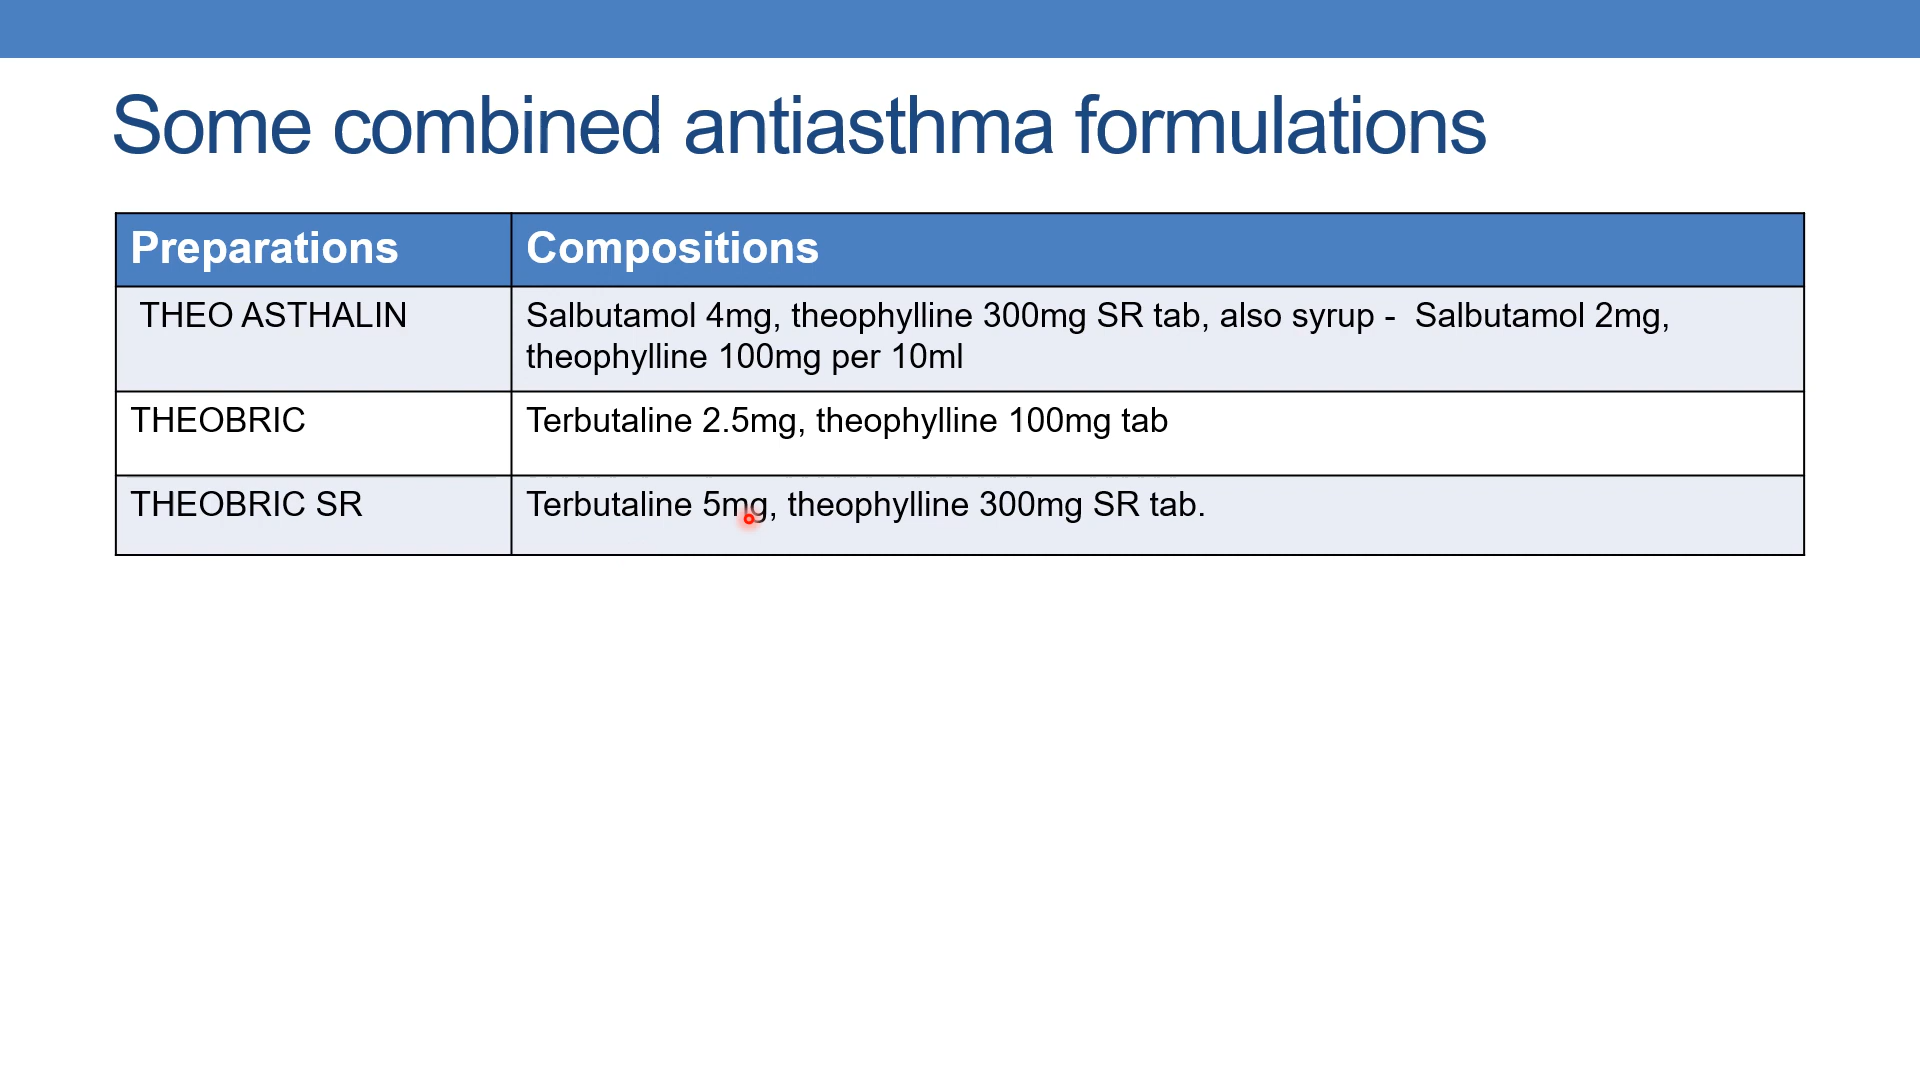 Some combined antiasthma formulations
Preparations
Compositions
THEO ASTHALIN
Salbutamol 4mg, theophylline 300mg SR tab, also syrup -  Salbutamol 2mg,
theophylline 100mg per 10ml
THEOBRIC
Terbutaline 2.5mg, theophylline 100mg tab
THEOBRIC SR
Terbutaline 5mg, theophylline 300mg SR tab.